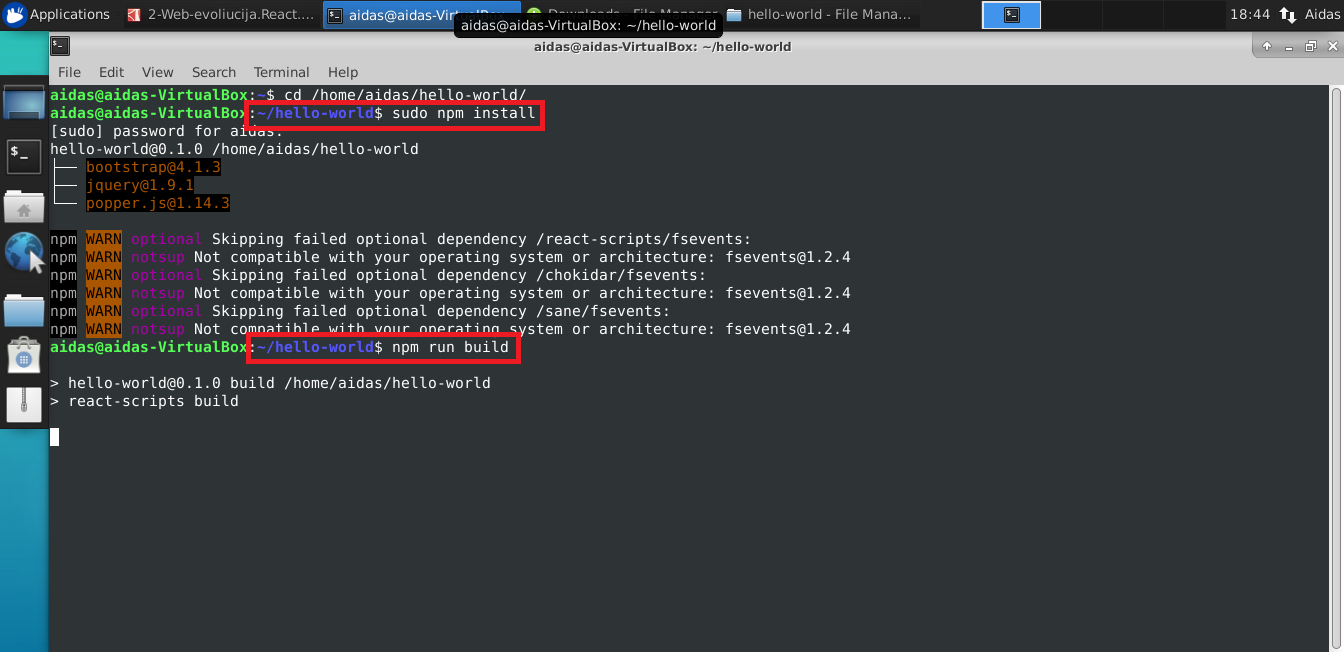 Applications 2-Web-evoliucija.React.... aidas@aidas-VirtualBox: hello-world - File Mana... 18:44 Aidas
aidas@aidas-VirtualBox: ~/hello-world
aidas@aidas-VirtualBox: ~/hello-world
File Edit View Search Terminal Help
aidas@aidas-VirtualBox:~$ cd /home/aidas/hello-world/
aidas@aidas-VirtualBox:~/hello-world$ sudo npm install
[sudo] password for aidas:
hello-world@0.1.0 /home/aidas/hello-world
├── bootstrap@4.1.3
├── jquery@1.9.1
└── popper.js@1.14.3
npm WARN optional Skipping failed optional dependency /react-scripts/fsevents:
npm WARN notsup Not compatible with your operating system or architecture: fsevents@1.2.4
npm WARN optional Skipping failed optional dependency /chokidar/fsevents:
npm WARN notsup Not compatible with your operating system or architecture: fsevents@1.2.4
npm WARN optional Skipping failed optional dependency /sane/fsevents:
npm WARN notsup Not compatible with your operating system or architecture: fsevents@1.2.4
aidas@aidas-VirtualBox:~/hello-world$ npm run build
> hello-world@0.1.0 build /home/aidas/hello-world
> react-scripts build